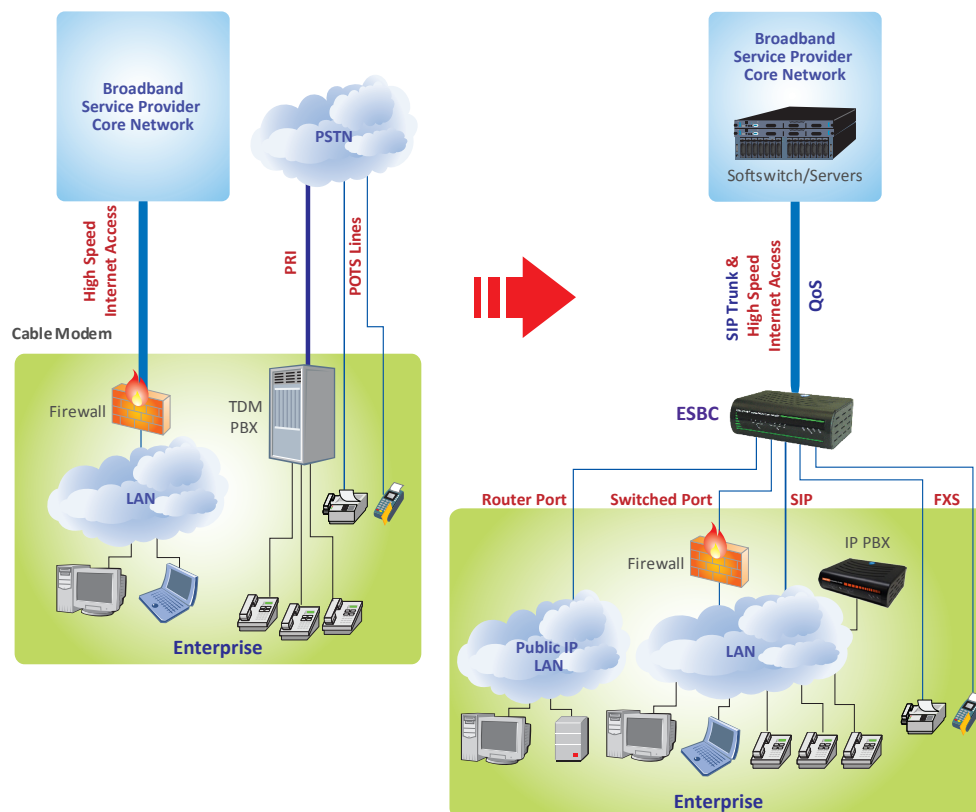 Broadband
Service Provider
Core Network
PSTN
High Speed
Internet Access
PRI
POTS Lines
Cable Modem
Firewall
TDM
PBX
LAN
Enterprise
Broadband
Service Provider
Core Network
Softswitch/Servers
SIP Trunk &
High Speed
Internet Access
QoS
ESBC
Router Port
Switched Port
SIP
FXS
Firewall
IP PBX
Public IP
LAN
LAN
Enterprise